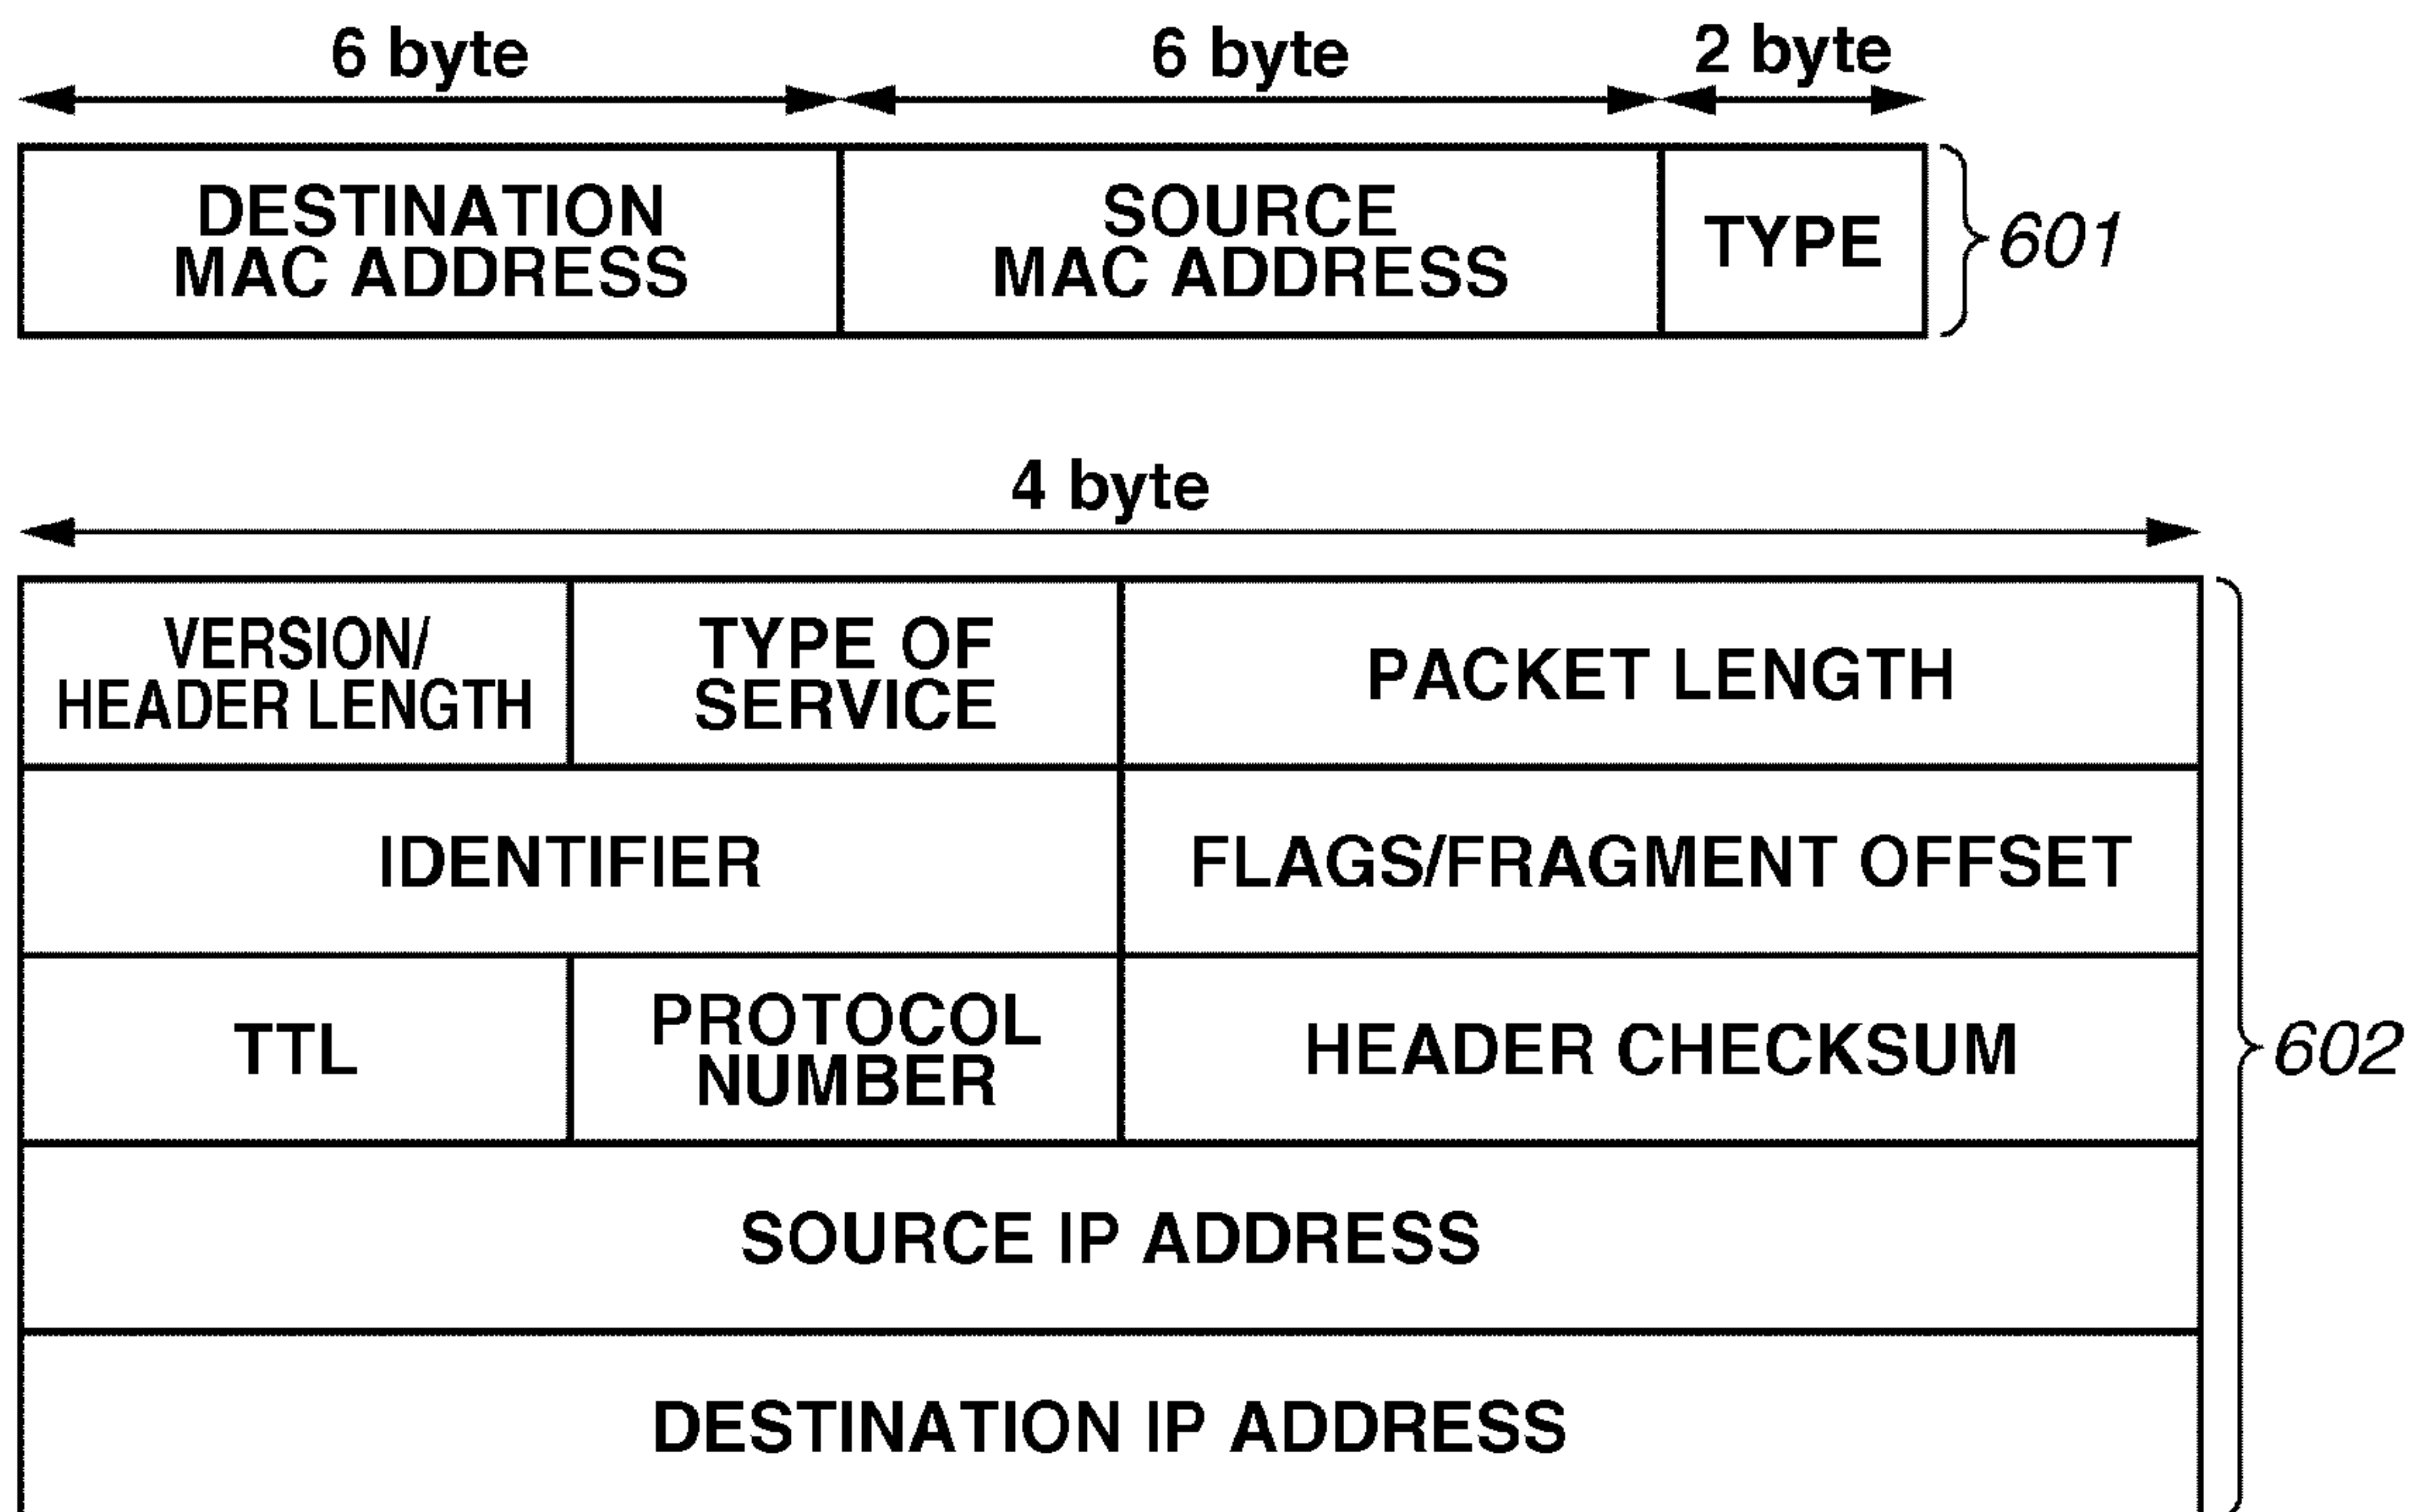 6 byte 6 byte 2 byte
DESTINATION
MAC ADDRESS
SOURCE
MAC ADDRESS
TYPE
601
4 byte
VERSION/
HEADER LENGTH
TYPE OF
SERVICE
PACKET LENGTH
IDENTIFIER
FLAGS/FRAGMENT OFFSET
TTL
PROTOCOL
NUMBER
HEADER CHECKSUM
602
SOURCE IP ADDRESS
DESTINATION IP ADDRESS